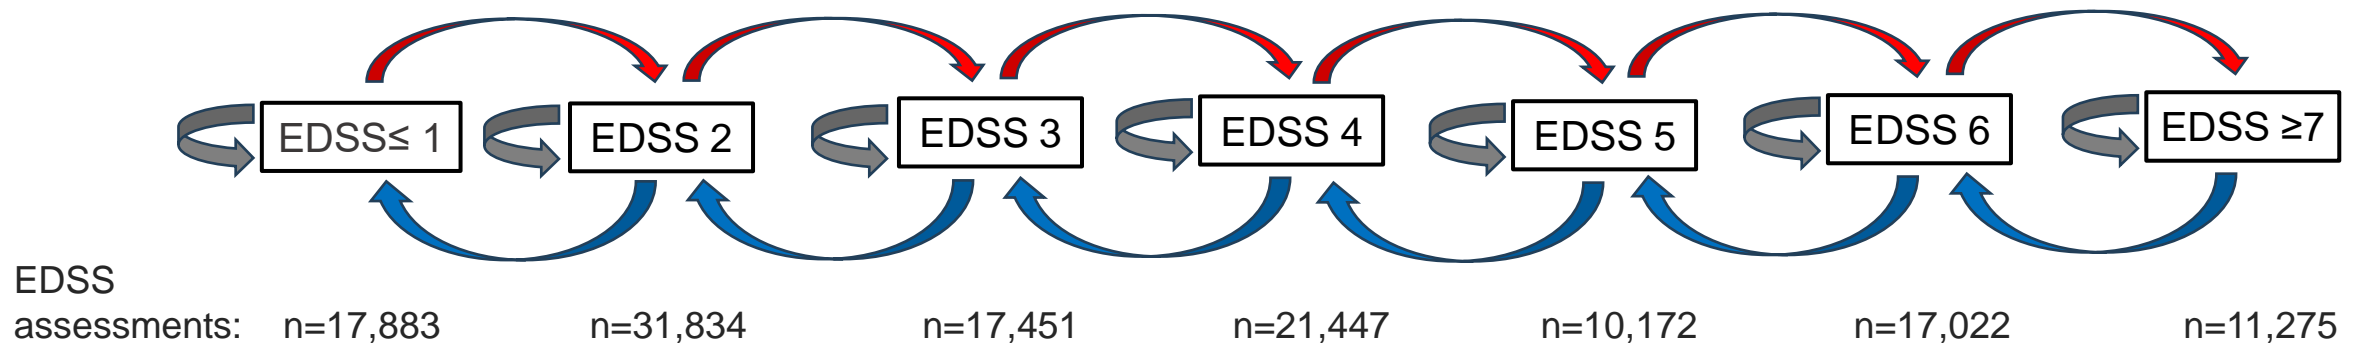 EDSS≤ 1 EDSS 2 EDSS 3 EDSS 4 EDSS 5 EDSS 6 EDSS ≥7
EDSS
assessments: n=17,883 n=31,834 n=17,451 n=21,447 n=10,172 n=17,022 n=11,275